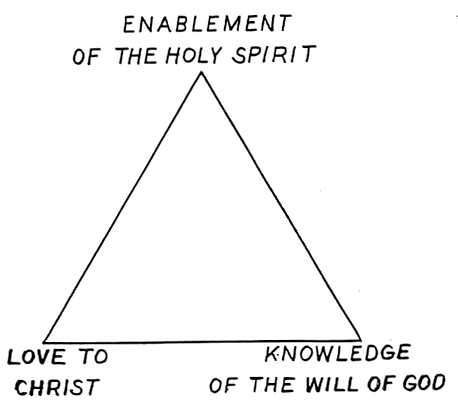 ENABLEMENT
OF THE HOLY SPIRIT
LOVE TO
CHRIST
KNOWLEDGE
OF THE WILL OF GOD